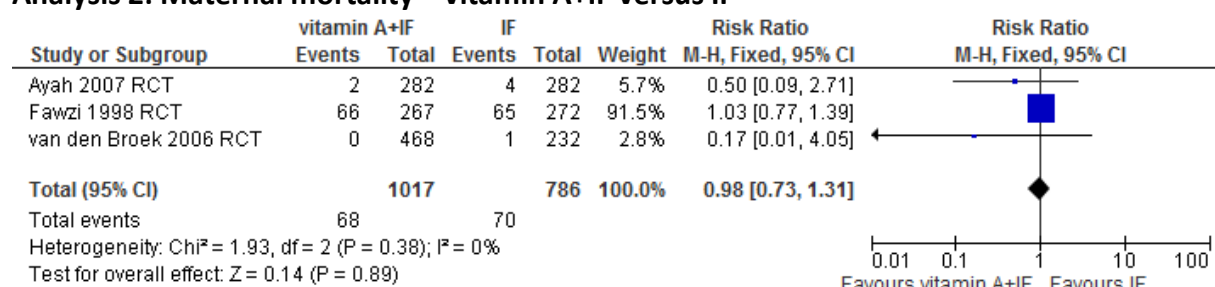 Analysis 2: Maternal mortality – vitamin A+IF versus IF
vitamin A+IF IF Risk Ratio Risk Ratio
Study or Subgroup Events Total Events Total Weight M-H, Fixed, 95% CI M-H, Fixed, 95% CI
Ayah 2007 RCT 2 282 4 282 5.7% 0.50 [0.09, 2.71]
Fawzi 1998 RCT 66 267 65 272 91.5% 1.03 [0.77, 1.39]
van den Broek 2006 RCT 0 468 1 232 2.8% 0.17 [0.01, 4.05]
Total (95% CI) 1017 786 100.0% 0.98 [0.73, 1.31]
Total events 68 70
Heterogeneity: Chi² = 1.93, df = 2 (P = 0.38); I² = 0%
Test for overall effect: Z = 0.14 (P = 0.89)
0.01 0.1 1 10 100
Favours vitamin A+IF Favours IF